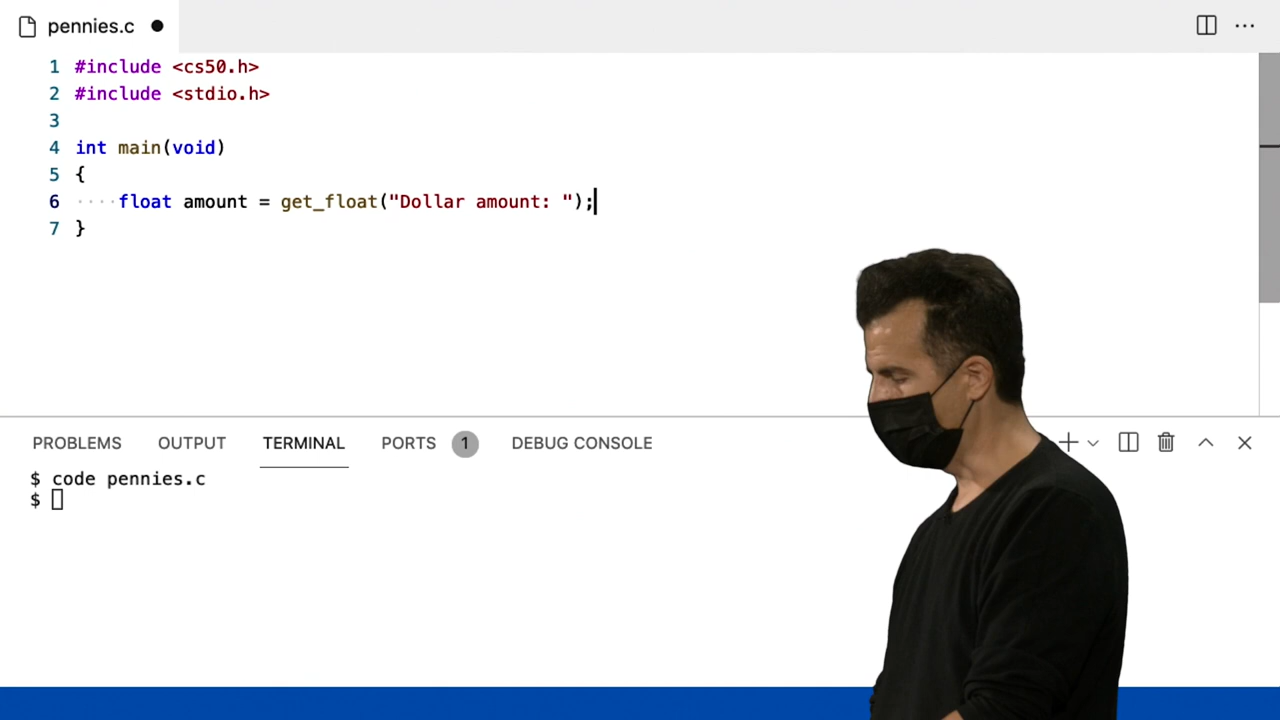 pennies.c
1 #include <cs50.h>
2 #include <stdio.h>
3
4 int main(void)
5 {
6 ····float amount = get_float("Dollar amount: ");
7 }
PROBLEMS OUTPUT TERMINAL PORTS 1 DEBUG CONSOLE
$ code pennies.c
$